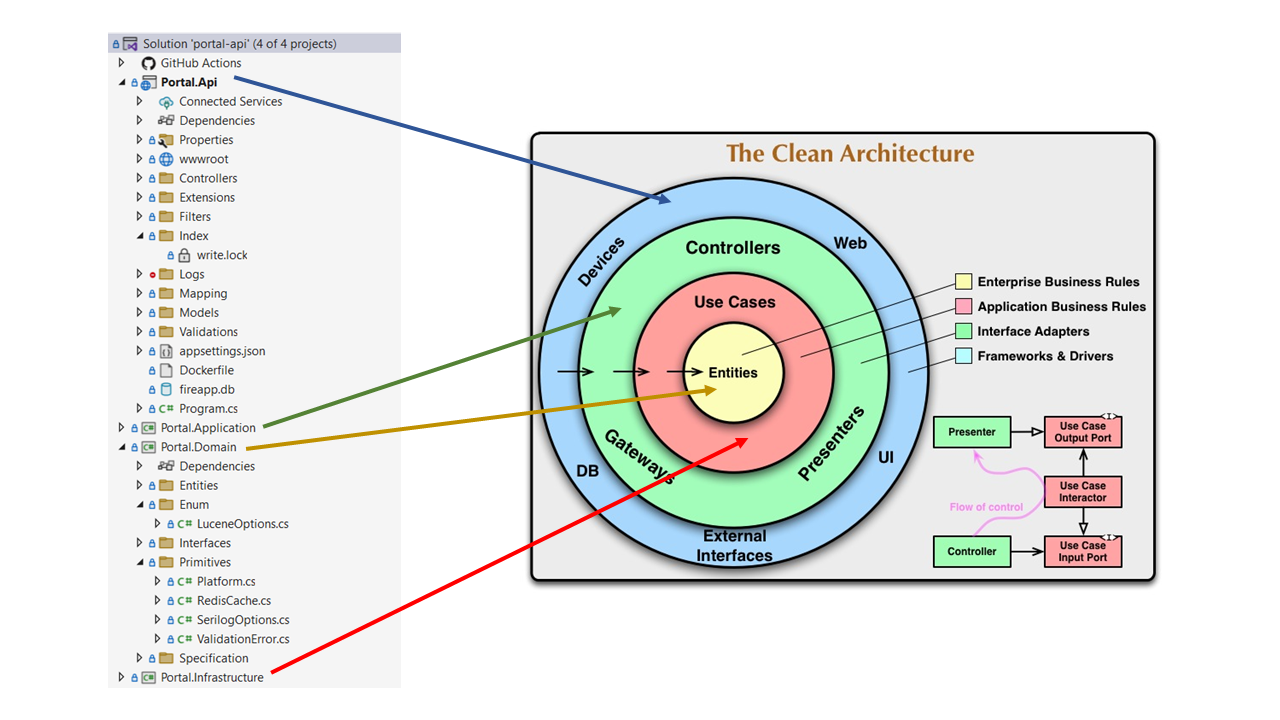 Solution 'portal-api' (4 of 4 projects)
GitHub Actions
Portal.Api
Connected Services
Dependencies
Properties
wwwroot
Controllers
Extensions
Filters
Index
write.lock
Logs
Mapping
Models
Validations
appsettings.json
Dockerfile
fireapp.db
C# Program.cs
C# Portal.Application
C# Portal.Domain
Dependencies
Entities
Enum
C# LuceneOptions.cs
Interfaces
Primitives
C# Platform.cs
C# RedisCache.cs
C# SerilogOptions.cs
C# ValidationError.cs
Specification
C# Portal.Infrastructure
The Clean Architecture
Devices
Web
Controllers
Use Cases
Entities
Gateways
Presenters
DB
UI
External
Interfaces
Enterprise Business Rules
Application Business Rules
Interface Adapters
Frameworks & Drivers
Presenter
Use Case
Output Port
<I>
Use Case
Interactor
Flow of control
Controller
Use Case
Input Port
<I>